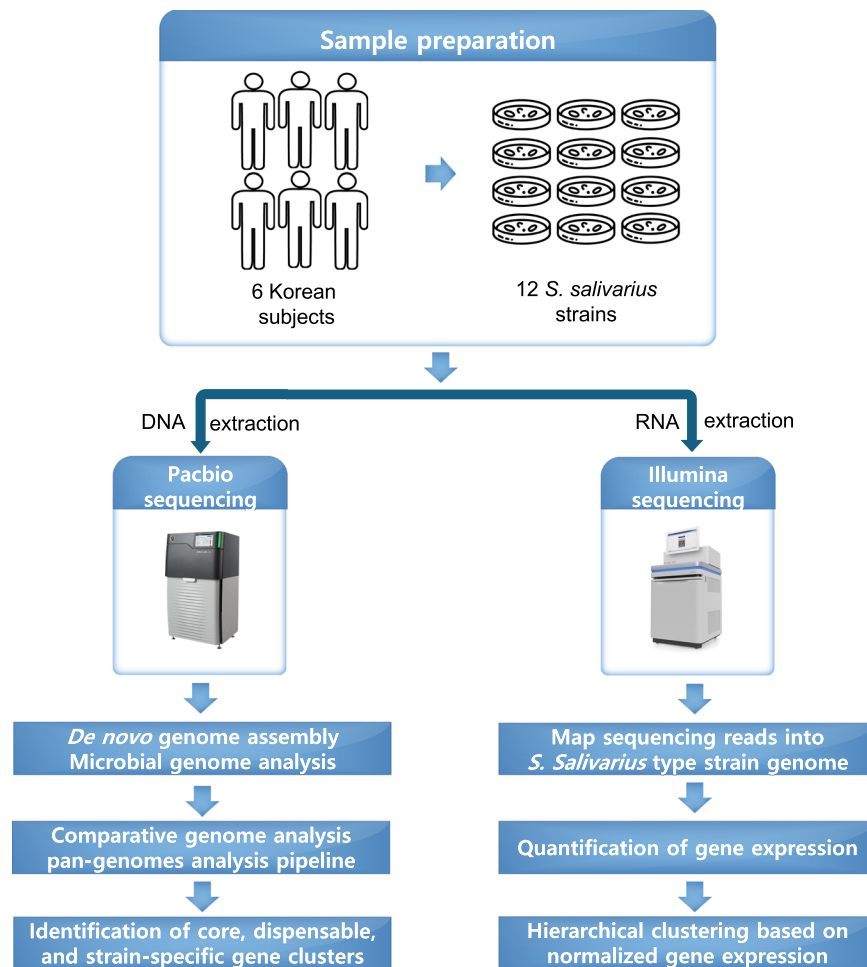 Sample preparation
6 Korean
subjects
12 S. salivarius
strains
DNA extraction
RNA extraction
Pacbio
sequencing
Illumina
sequencing
De novo genome assembly
Microbial genome analysis
Map sequencing reads into
S. Salivarius type strain genome
Comparative genome analysis
pan-genomes analysis pipeline
Quantification of gene expression
Identification of core, dispensable,
and strain-specific gene clusters
Hierarchical clustering based on
normalized gene expression